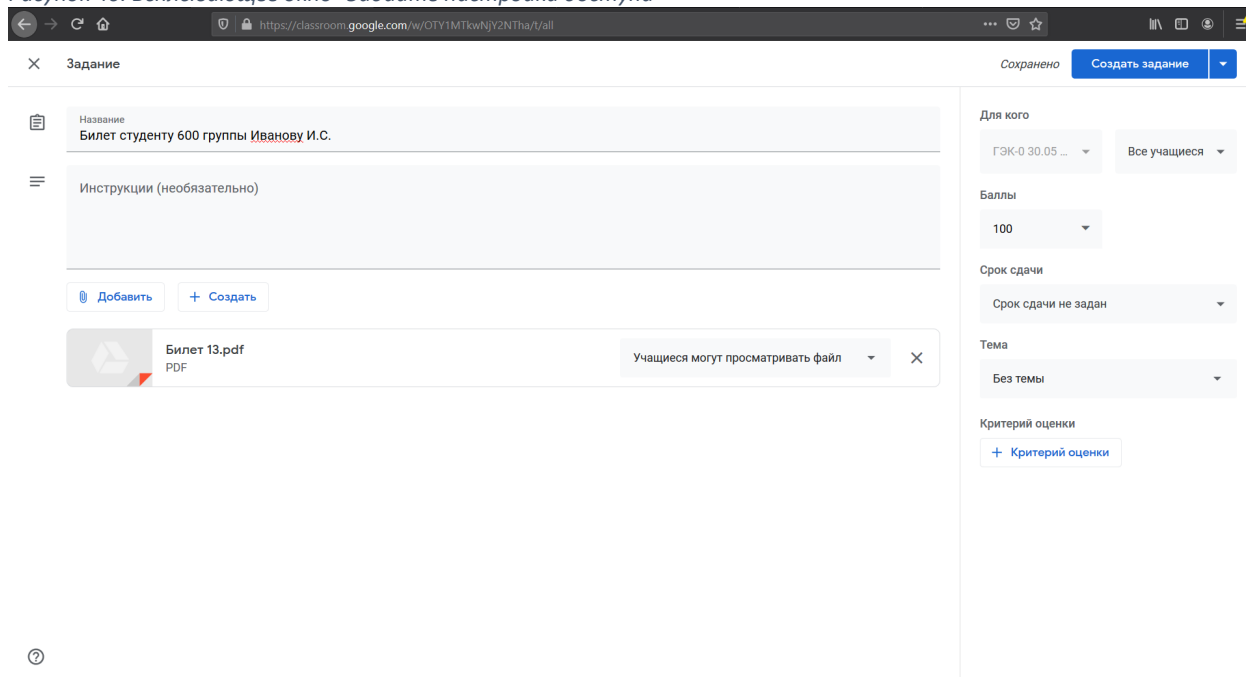 https://classroom.google.com/w/OTY1MTkwNjY2NTha/t/all
Задание
Сохранено
Создать задание
Название
Билет студенту 600 группы Иванову И.С.
Инструкции (необязательно)
Добавить
Создать
Билет 13.pdf
PDF
Учащиеся могут просматривать файл
Для кого
ГЭК-0 30.05 ...
Все учащиеся
Баллы
100
Срок сдачи
Срок сдачи не задан
Тема
Без темы
Критерий оценки
+ Критерий оценки